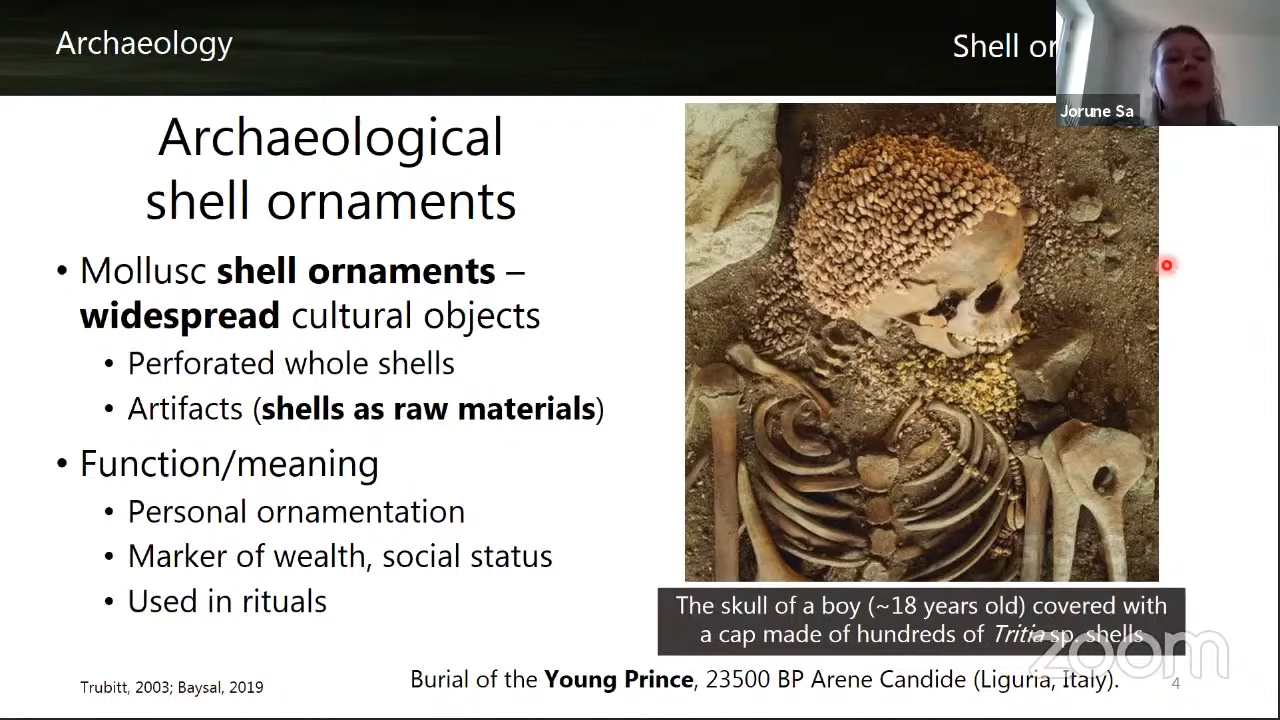 Archaeology
Shell or
Jorune Sa
Archaeological
shell ornaments
• Mollusc shell ornaments –
widespread cultural objects
• Perforated whole shells
• Artifacts (shells as raw materials)
• Function/meaning
• Personal ornamentation
• Marker of wealth, social status
• Used in rituals
The skull of a boy (~18 years old) covered with
a cap made of hundreds of Tritia sp. shells
zoom
Trubitt, 2003; Baysal, 2019
Burial of the Young Prince, 23500 BP Arene Candide (Liguria, Italy).
4